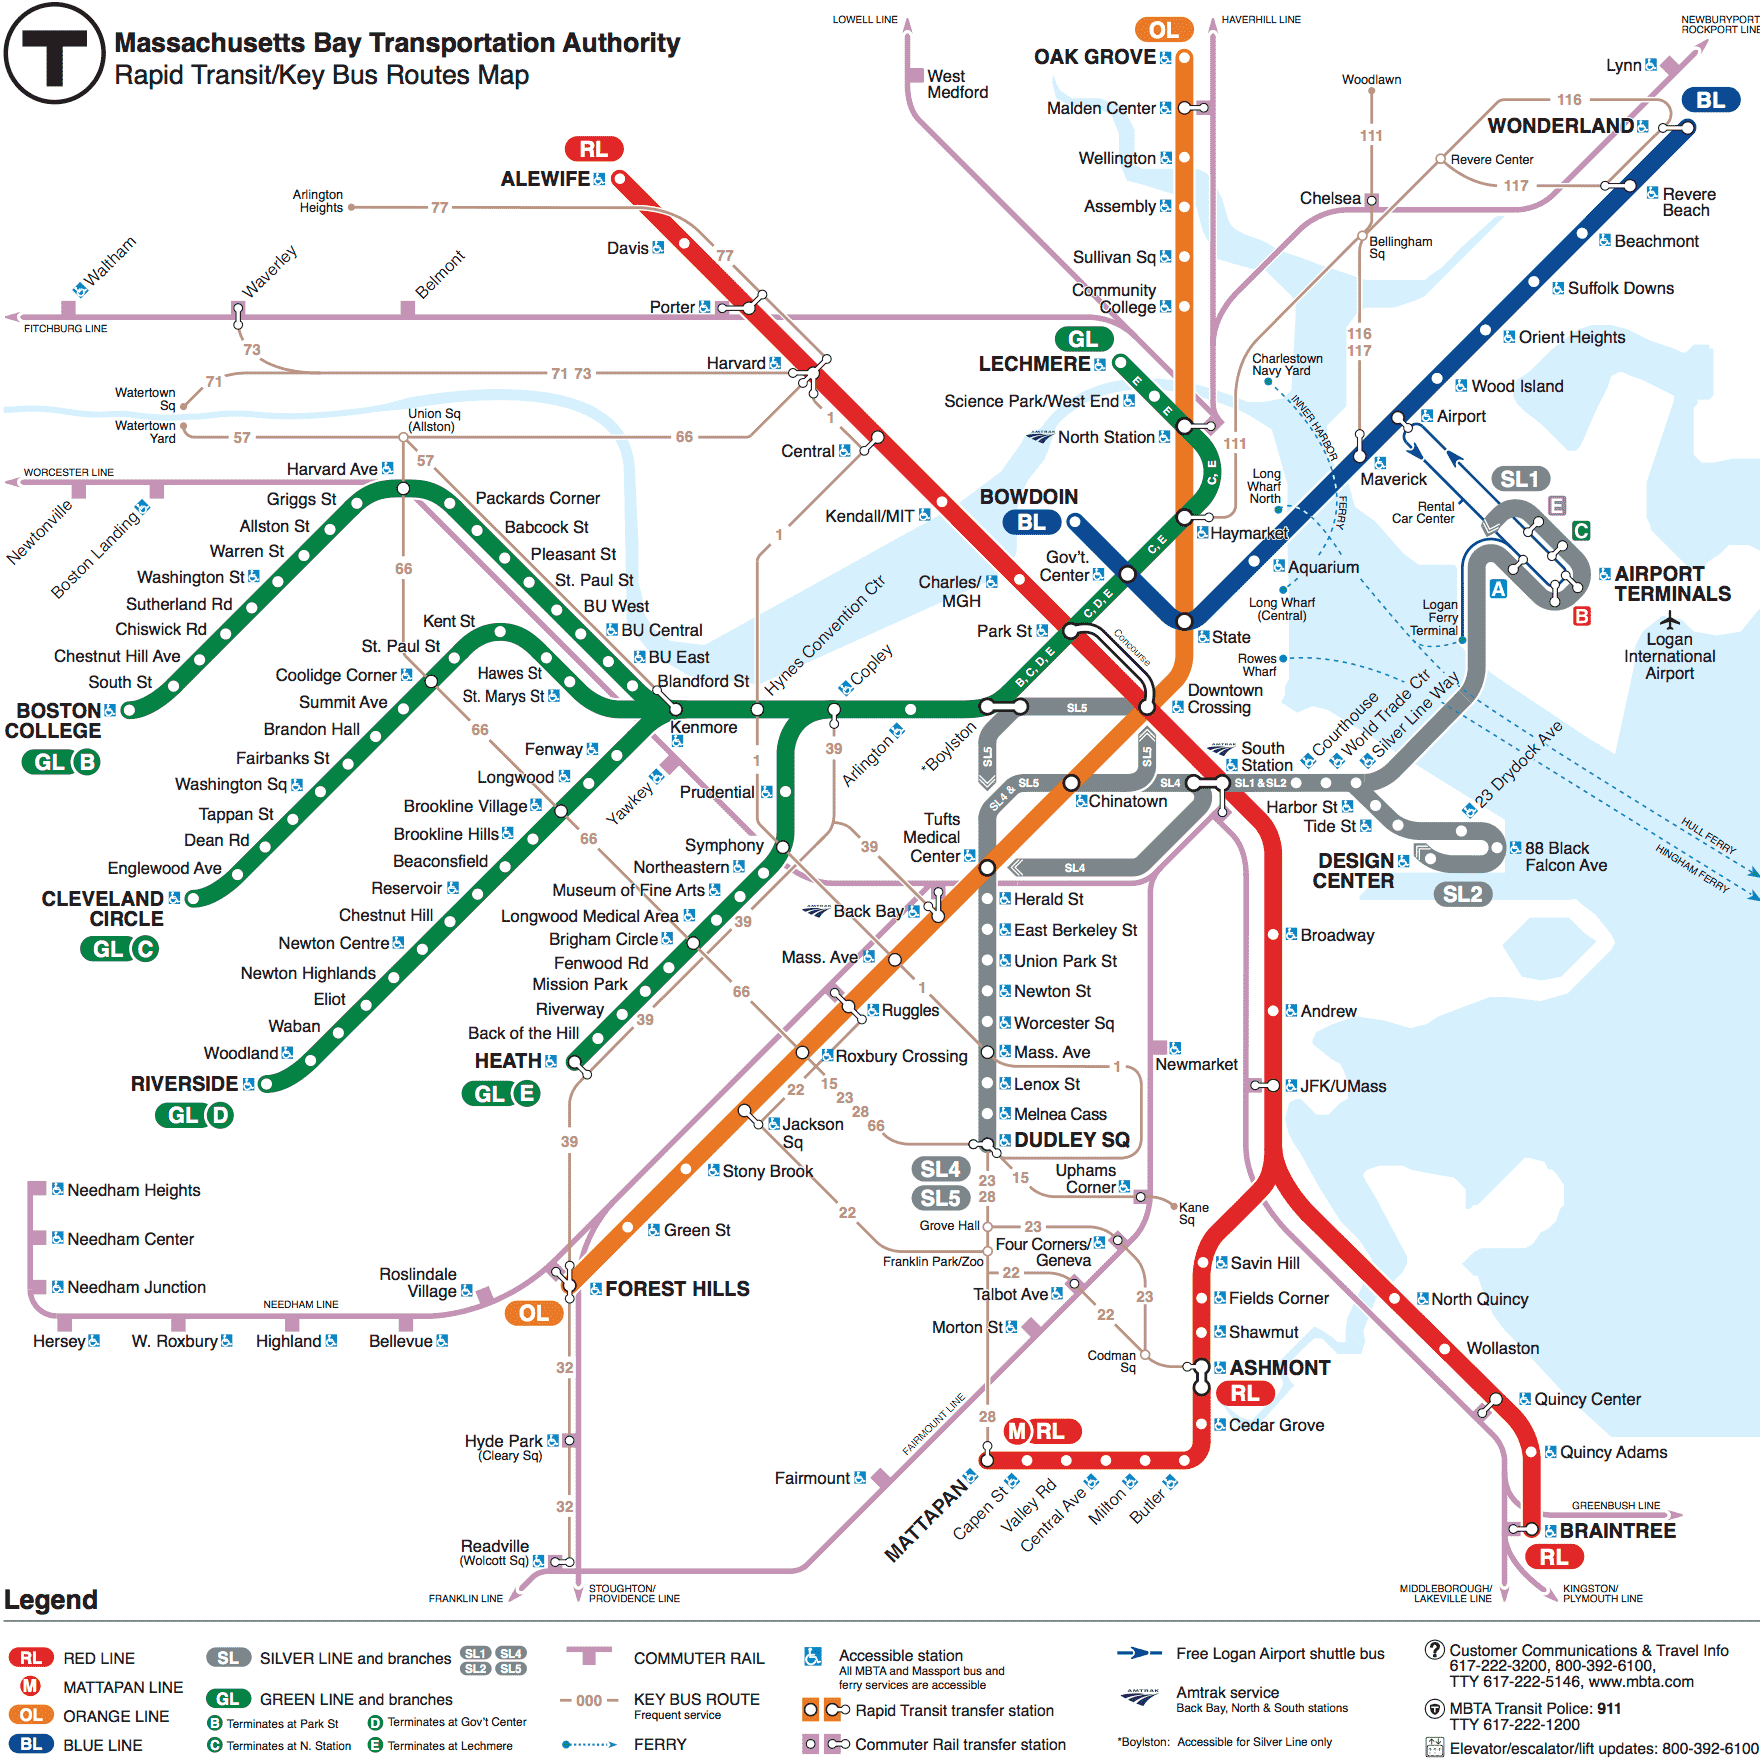 Massachusetts Bay Transportation Authority
Rapid Transit/Key Bus Routes Map
T
LOWELL LINE
West
Medford
OL
OAK GROVE
HAVERHILL LINE
NEWBURYPORT
ROCKPORT LINE
Lynn
Woodlawn
BL
WONDERLAND
116
111
Revere Center
117
Revere
Beach
Beachmont
Suffolk Downs
Orient Heights
Wood Island
Airport
Maverick
Chelsea
Bellingham
Sq
116
117
Malden Center
Wellington
Assembly
Sullivan Sq
Community
College
RL
ALEWIFE
Arlington
Heights
77
Davis
77
Porter
Waltham
Waverley
Belmont
FITCHBURG LINE
73
71
71 73
Harvard
Watertown
Sq
Watertown
Yard
57
Union Sq
(Allston)
66
57
1
Central
1
Kendall/MIT
Charles/
MGH
GL
LECHMERE
E
Science Park/West End
E
North Station
AMTRAK
C, E
111
Charlestown
Navy Yard
INNER HARBOR
FERRY
Long
Wharf
North
BOWDOIN
BL
Haymarket
C, E
Gov't.
Center
Aquarium
Long Wharf
(Central)
C, D, E
Park St
Concourse
State
Rowes
Wharf
B, C, D, E
Downtown
Crossing
Rental
Car Center
SL1
E
C
A
B
AIRPORT
TERMINALS
Logan
International
Airport
Logan
Ferry
Terminal
WORCESTER LINE
Newtonville
Boston Landing
Harvard Ave
Griggs St
Allston St
Warren St
Washington St
Sutherland Rd
Chiswick Rd
Chestnut Hill Ave
South St
BOSTON
COLLEGE
GL B
Packards Corner
Babcock St
Pleasant St
St. Paul St
BU West
BU Central
BU East
Blandford St
Kenmore
66
Kent St
St. Paul St
Hawes St
St. Marys St
Coolidge Corner
Summit Ave
Brandon Hall
Fairbanks St
Washington Sq
Tappan St
Dean Rd
Englewood Ave
CLEVELAND
CIRCLE
GL C
66
Hynes Convention Ctr
Copley
Arlington
*Boylston
SL5
SL5
SL5
SL4 & SL5
Chinatown
SL4
AMTRAK
South
Station
SL1 & SL2
Courthouse
World Trade Ctr
Silver Line Way
Harbor St
Tide St
23 Drydock Ave
DESIGN
CENTER
88 Black
Falcon Ave
SL2
HULL FERRY
HINGHAM FERRY
Fenway
Longwood
Brookline Village
Brookline Hills
Beaconsfield
Reservoir
Chestnut Hill
Newton Centre
Newton Highlands
Eliot
Waban
Woodland
RIVERSIDE
GL D
Yawkey
1
39
Prudential
Symphony
Northeastern
Museum of Fine Arts
Longwood Medical Area
Brigham Circle
Fenwood Rd
Mission Park
Riverway
Back of the Hill
HEATH
GL E
66
39
39
66
39
39
Tufts
Medical
Center
SL4
AMTRAK
Back Bay
Mass. Ave
1
Ruggles
Roxbury Crossing
22
15
23
28
66
Jackson
Sq
Stony Brook
Green St
FOREST HILLS
OL
Herald St
East Berkeley St
Union Park St
Newton St
Worcester Sq
Mass. Ave
1
Lenox St
Melnea Cass
DUDLEY SQ
SL4
SL5
23
28
15
Uphams
Corner
Kane
Sq
Newmarket
Broadway
Andrew
JFK/UMass
22
Grove Hall
23
Franklin Park/Zoo
Four Corners/
Geneva
22
Talbot Ave
23
22
Morton St
Codman
Sq
28
FAIRMOUNT LINE
Savin Hill
Fields Corner
Shawmut
ASHMONT
RL
Cedar Grove
M RL
MATTAPAN
Capen St
Valley Rd
Central Ave
Milton
Butler
North Quincy
Wollaston
Quincy Center
Quincy Adams
GREENBUSH LINE
BRAINTREE
RL
MIDDLEBOROUGH/
LAKEVILLE LINE
KINGSTON/
PLYMOUTH LINE
Needham Heights
Needham Center
Needham Junction
NEEDHAM LINE
Hersey
W. Roxbury
Highland
Bellevue
Roslindale
Village
32
Hyde Park
(Cleary Sq)
32
Fairmount
Readville
(Wolcott Sq)
FRANKLIN LINE
STOUGHTON/
PROVIDENCE LINE
Legend
RL RED LINE
M MATTAPAN LINE
OL ORANGE LINE
BL BLUE LINE
SL SILVER LINE and branches SL1 SL4 SL2 SL5
GL GREEN LINE and branches
B Terminates at Park St
D Terminates at Gov't Center
C Terminates at N. Station
E Terminates at Lechmere
COMMUTER RAIL
000 KEY BUS ROUTE
Frequent service
FERRY
Accessible station
All MBTA and Massport bus and
ferry services are accessible
Rapid Transit transfer station
Commuter Rail transfer station
Free Logan Airport shuttle bus
AMTRAK Amtrak service
Back Bay, North & South stations
*Boylston: Accessible for Silver Line only
? Customer Communications & Travel Info
617-222-3200, 800-392-6100,
TTY 617-222-5146, www.mbta.com
MBTA Transit Police: 911
TTY 617-222-1200
Elevator/escalator/lift updates: 800-392-6100